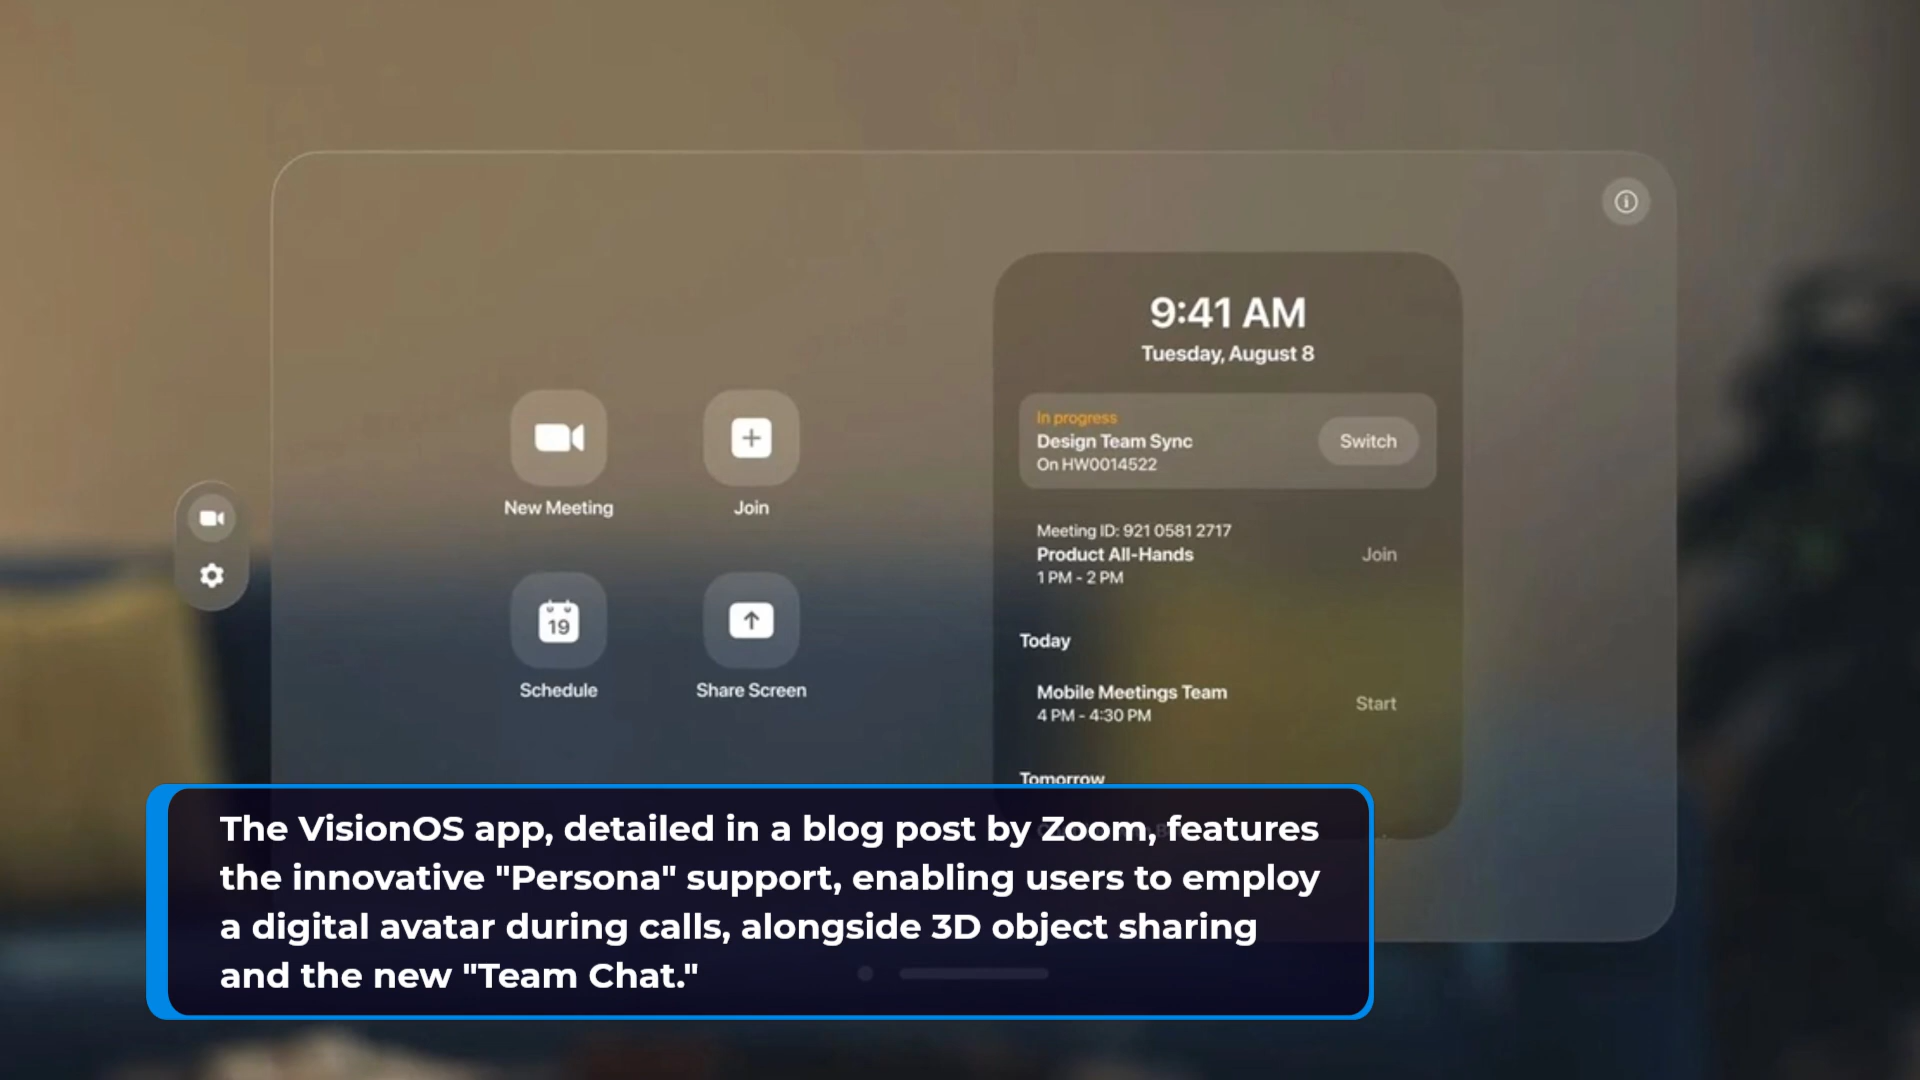 9:41 AM
Tuesday, August 8
In progress
Design Team Sync
On HW0014522
Switch
New Meeting
Join
Meeting ID: 921 0581 2717
Product All-Hands
1 PM - 2 PM
Join
Today
19
Schedule
Share Screen
Mobile Meetings Team
4 PM - 4:30 PM
Start
Tomorrow
The VisionOS app, detailed in a blog post by Zoom, features
the innovative "Persona" support, enabling users to employ
a digital avatar during calls, alongside 3D object sharing
and the new "Team Chat."